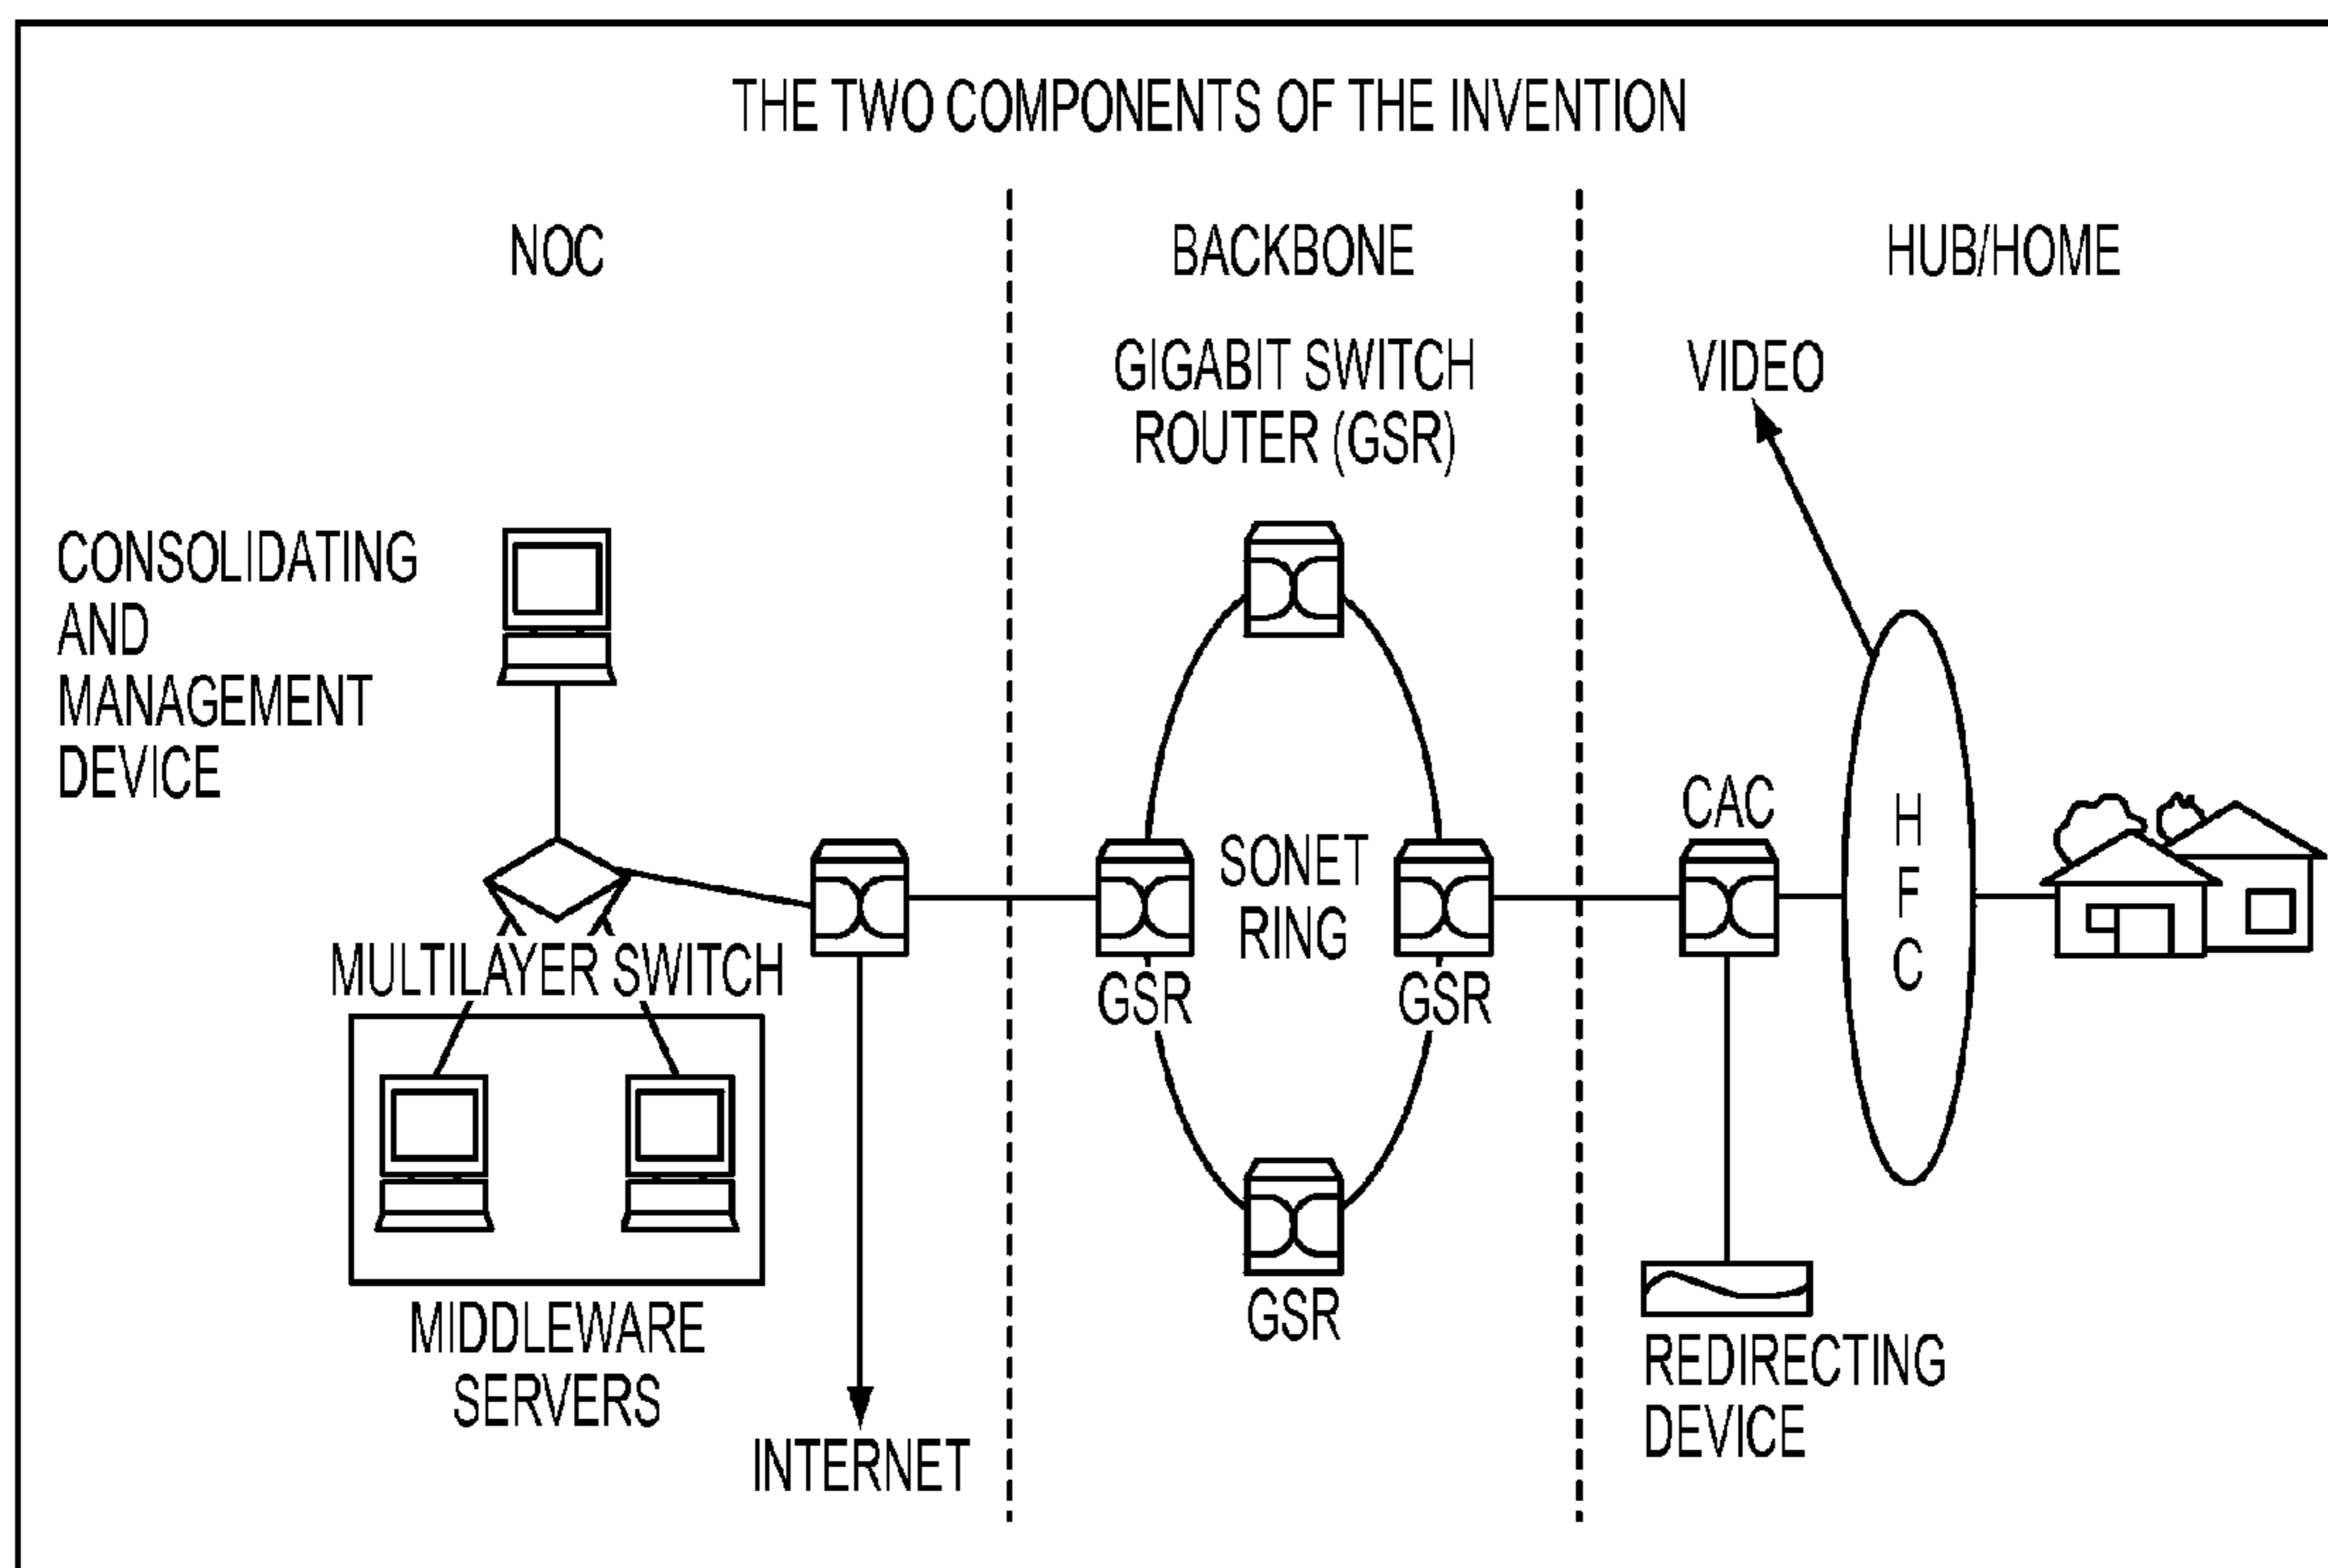 THE TWO COMPONENTS OF THE INVENTION
NOC
BACKBONE
HUB/HOME
GIGABIT SWITCH
ROUTER (GSR)
VIDEO
CONSOLIDATING
AND
MANAGEMENT
DEVICE
CAC
SONET
RING
H
F
C
MULTILAYER SWITCH
GSR
GSR
MIDDLEWARE
SERVERS
GSR
REDIRECTING
DEVICE
INTERNET